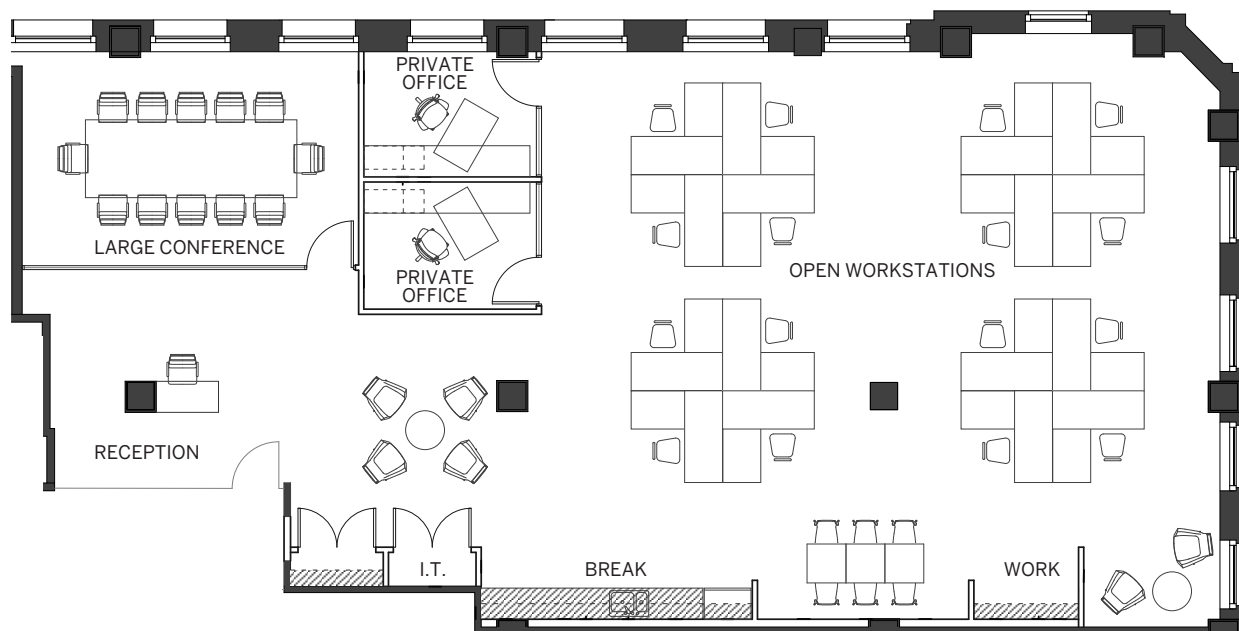 PRIVATE
OFFICE
LARGE CONFERENCE
PRIVATE
OFFICE
OPEN WORKSTATIONS
RECEPTION
I.T.
BREAK
WORK